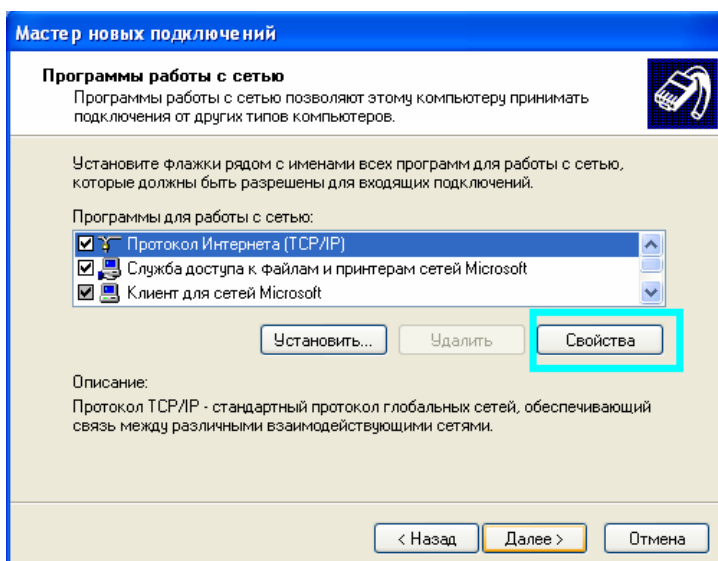 Мастер новых подключений
Программы работы с сетью
Программы работы с сетью позволяют этому компьютеру принимать
подключения от других типов компьютеров.
Установите флажки рядом с именами всех программ для работы с сетью,
которые должны быть разрешены для входящих подключений.
Программы для работы с сетью:
Протокол Интернета (TCP/IP)
Служба доступа к файлам и принтерам сетей Microsoft
Клиент для сетей Microsoft
Установить... Удалить Свойства
Описание:
Протокол TCP/IP - стандартный протокол глобальных сетей, обеспечивающий
связь между различными взаимодействующими сетями.
< Назад Далее > Отмена